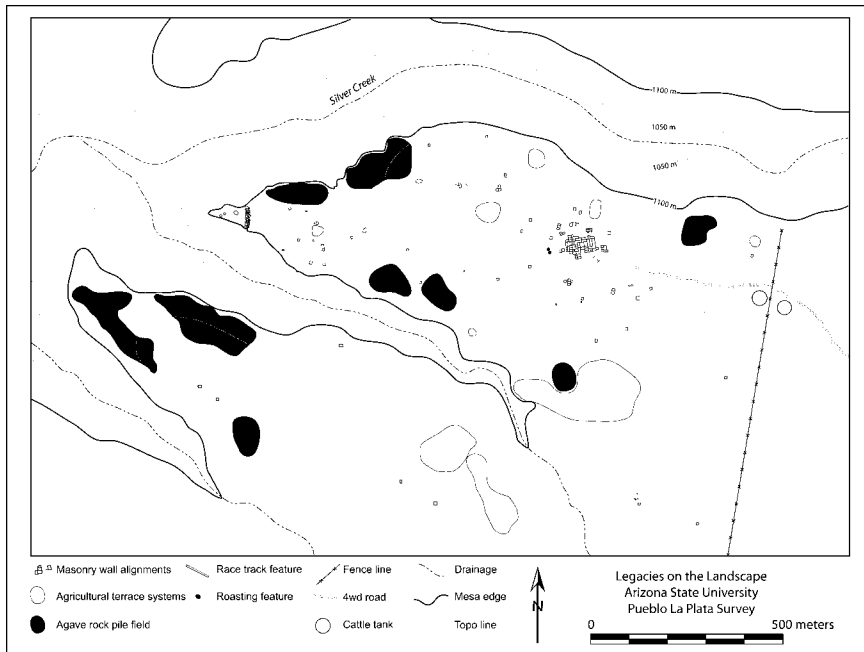 Silver Creek
1100 m
1050 m
1050 m
1100 m
Masonry wall alignments
Race track feature
Fence line
Drainage
Agricultural terrace systems
Roasting feature
4wd road
Mesa edge
Agave rock pile field
Cattle tank
Topo line
N
Legacies on the Landscape
Arizona State University
Pueblo La Plata Survey
0 500 meters